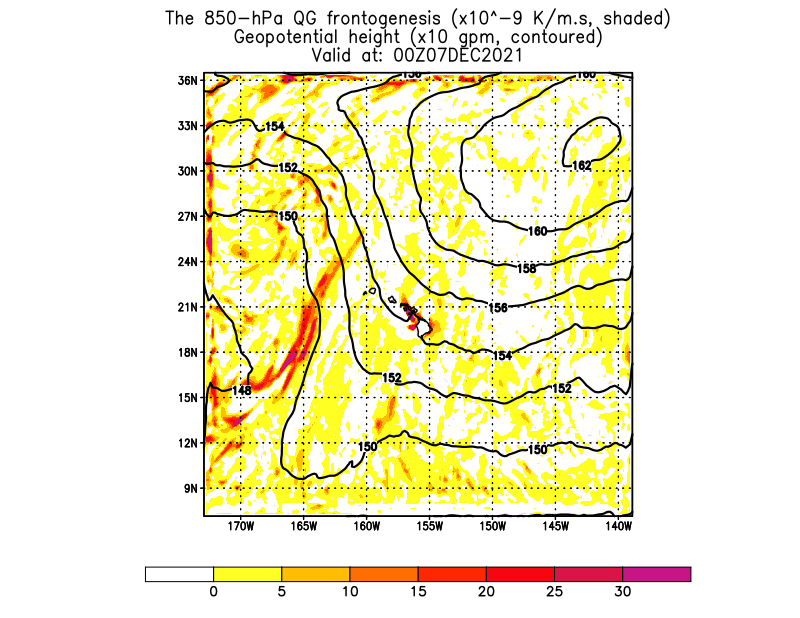 The 850-hPa QG frontogenesis (x10^-9 K/m.s, shaded)
Geopotential height (x10 gpm, contoured)
Valid at: 00Z07DEC2021
36N
156
160
33N
154
162
30N
152
27N
150
160
24N
158
21N
156
18N
154
148
152
152
15N
12N
150
150
9N
170W 165W 160W 155W 150W 145W 140W
0 5 10 15 20 25 30